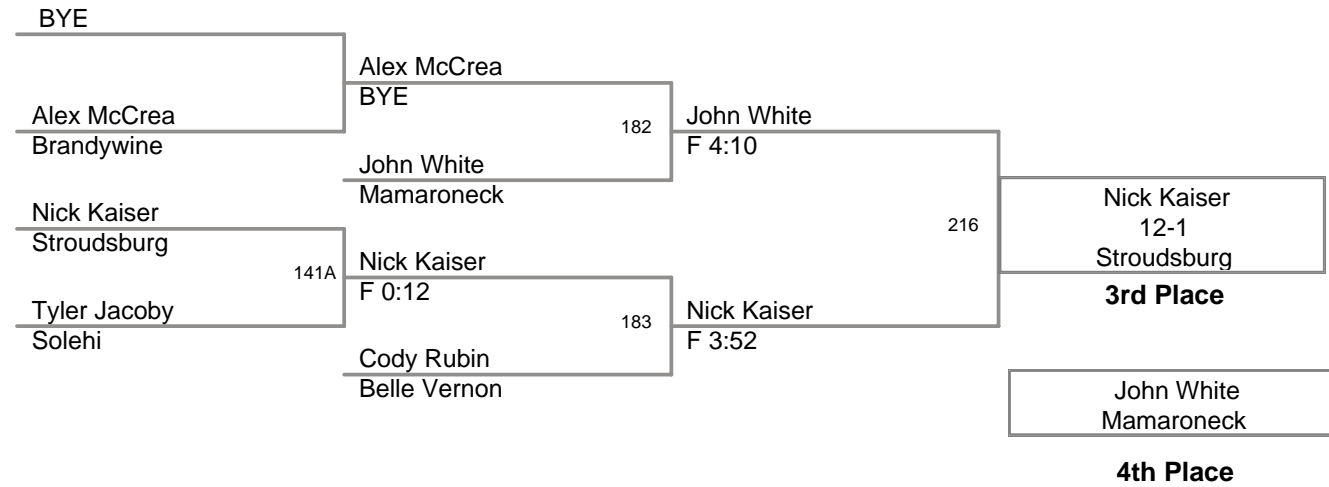 BYE
Alex McCrea
Brandywine
Nick Kaiser
Stroudsburg
141A
Tyler Jacoby
Solehi
Alex McCrea
BYE
182
John White
Mamaroneck
Nick Kaiser
F 0:12
183
Cody Rubin
Belle Vernon
John White
F 4:10
216
Nick Kaiser
F 3:52
Nick Kaiser
12-1
Stroudsburg
3rd Place
John White
Mamaroneck
4th Place